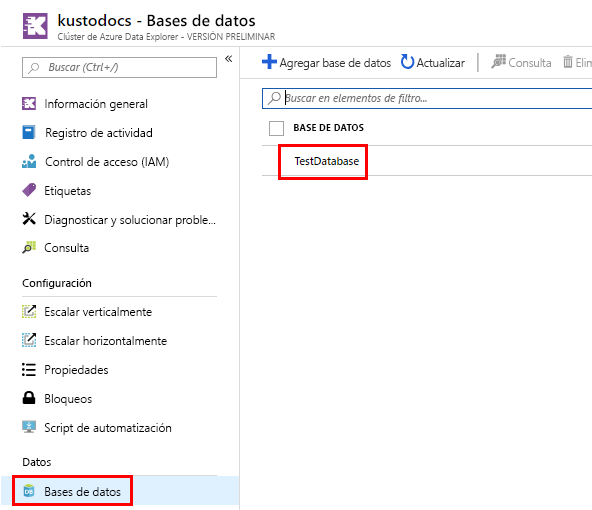 kustodocs - Bases de datos
Clúster de Azure Data Explorer - VERSIÓN PRELIMINAR
Buscar (Ctrl+/)
Información general
Registro de actividad
Control de acceso (IAM)
Etiquetas
Diagnosticar y solucionar proble...
Consulta
Configuración
Escalar verticalmente
Escalar horizontalmente
Propiedades
Bloqueos
Script de automatización
Datos
Bases de datos
Agregar base de datos Actualizar Consulta Elim
Buscar en elementos de filtro...
BASE DE DATOS
TestDatabase